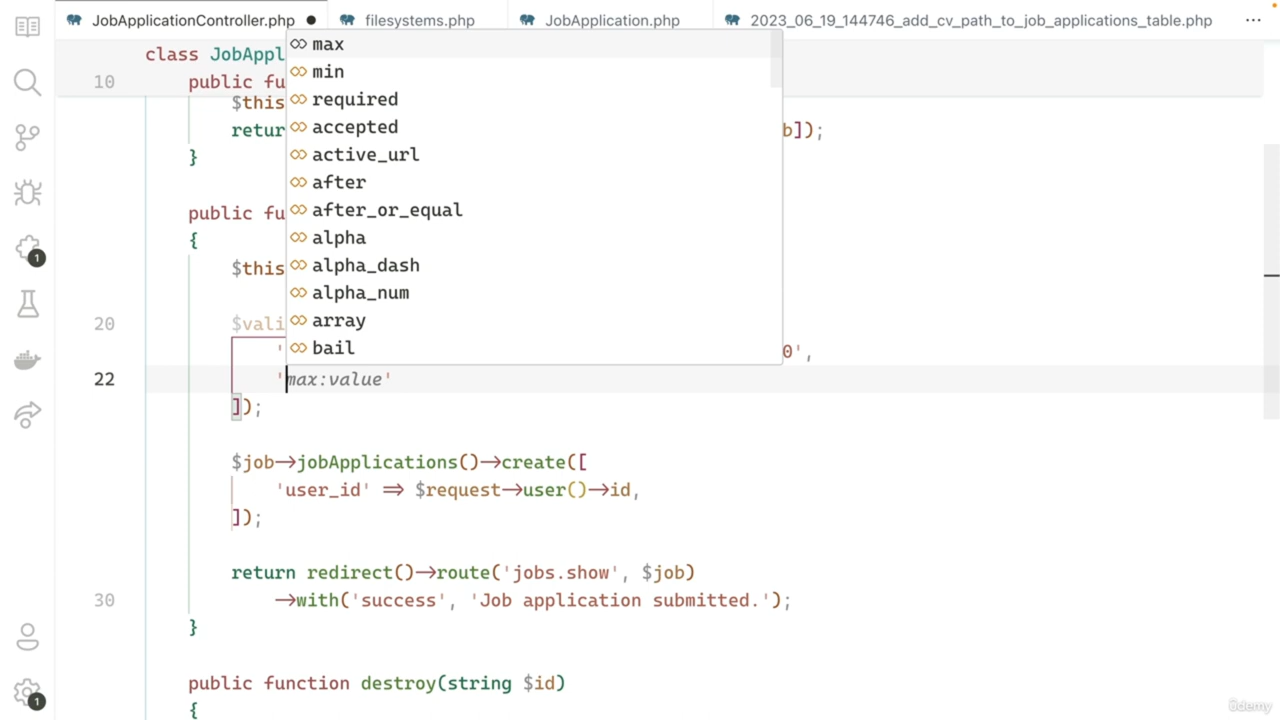 JobApplicationController.php ● filesystems.php JobApplication.php 2023_06_19_144746_add_cv_path_to_job_applications_table.php ...
class JobAppl
10 public fu
$this
retur b]);
}
public fu
{
$this
20 $vali
' 0',
22 'max:value'
]);
$job->jobApplications()->create([
'user_id' => $request->user()->id,
]);
return redirect()->route('jobs.show', $job)
30 ->with('success', 'Job application submitted.');
}
public function destroy(string $id)
{
max
min
required
accepted
active_url
after
after_or_equal
alpha
alpha_dash
alpha_num
array
bail
1
1
ûdemy